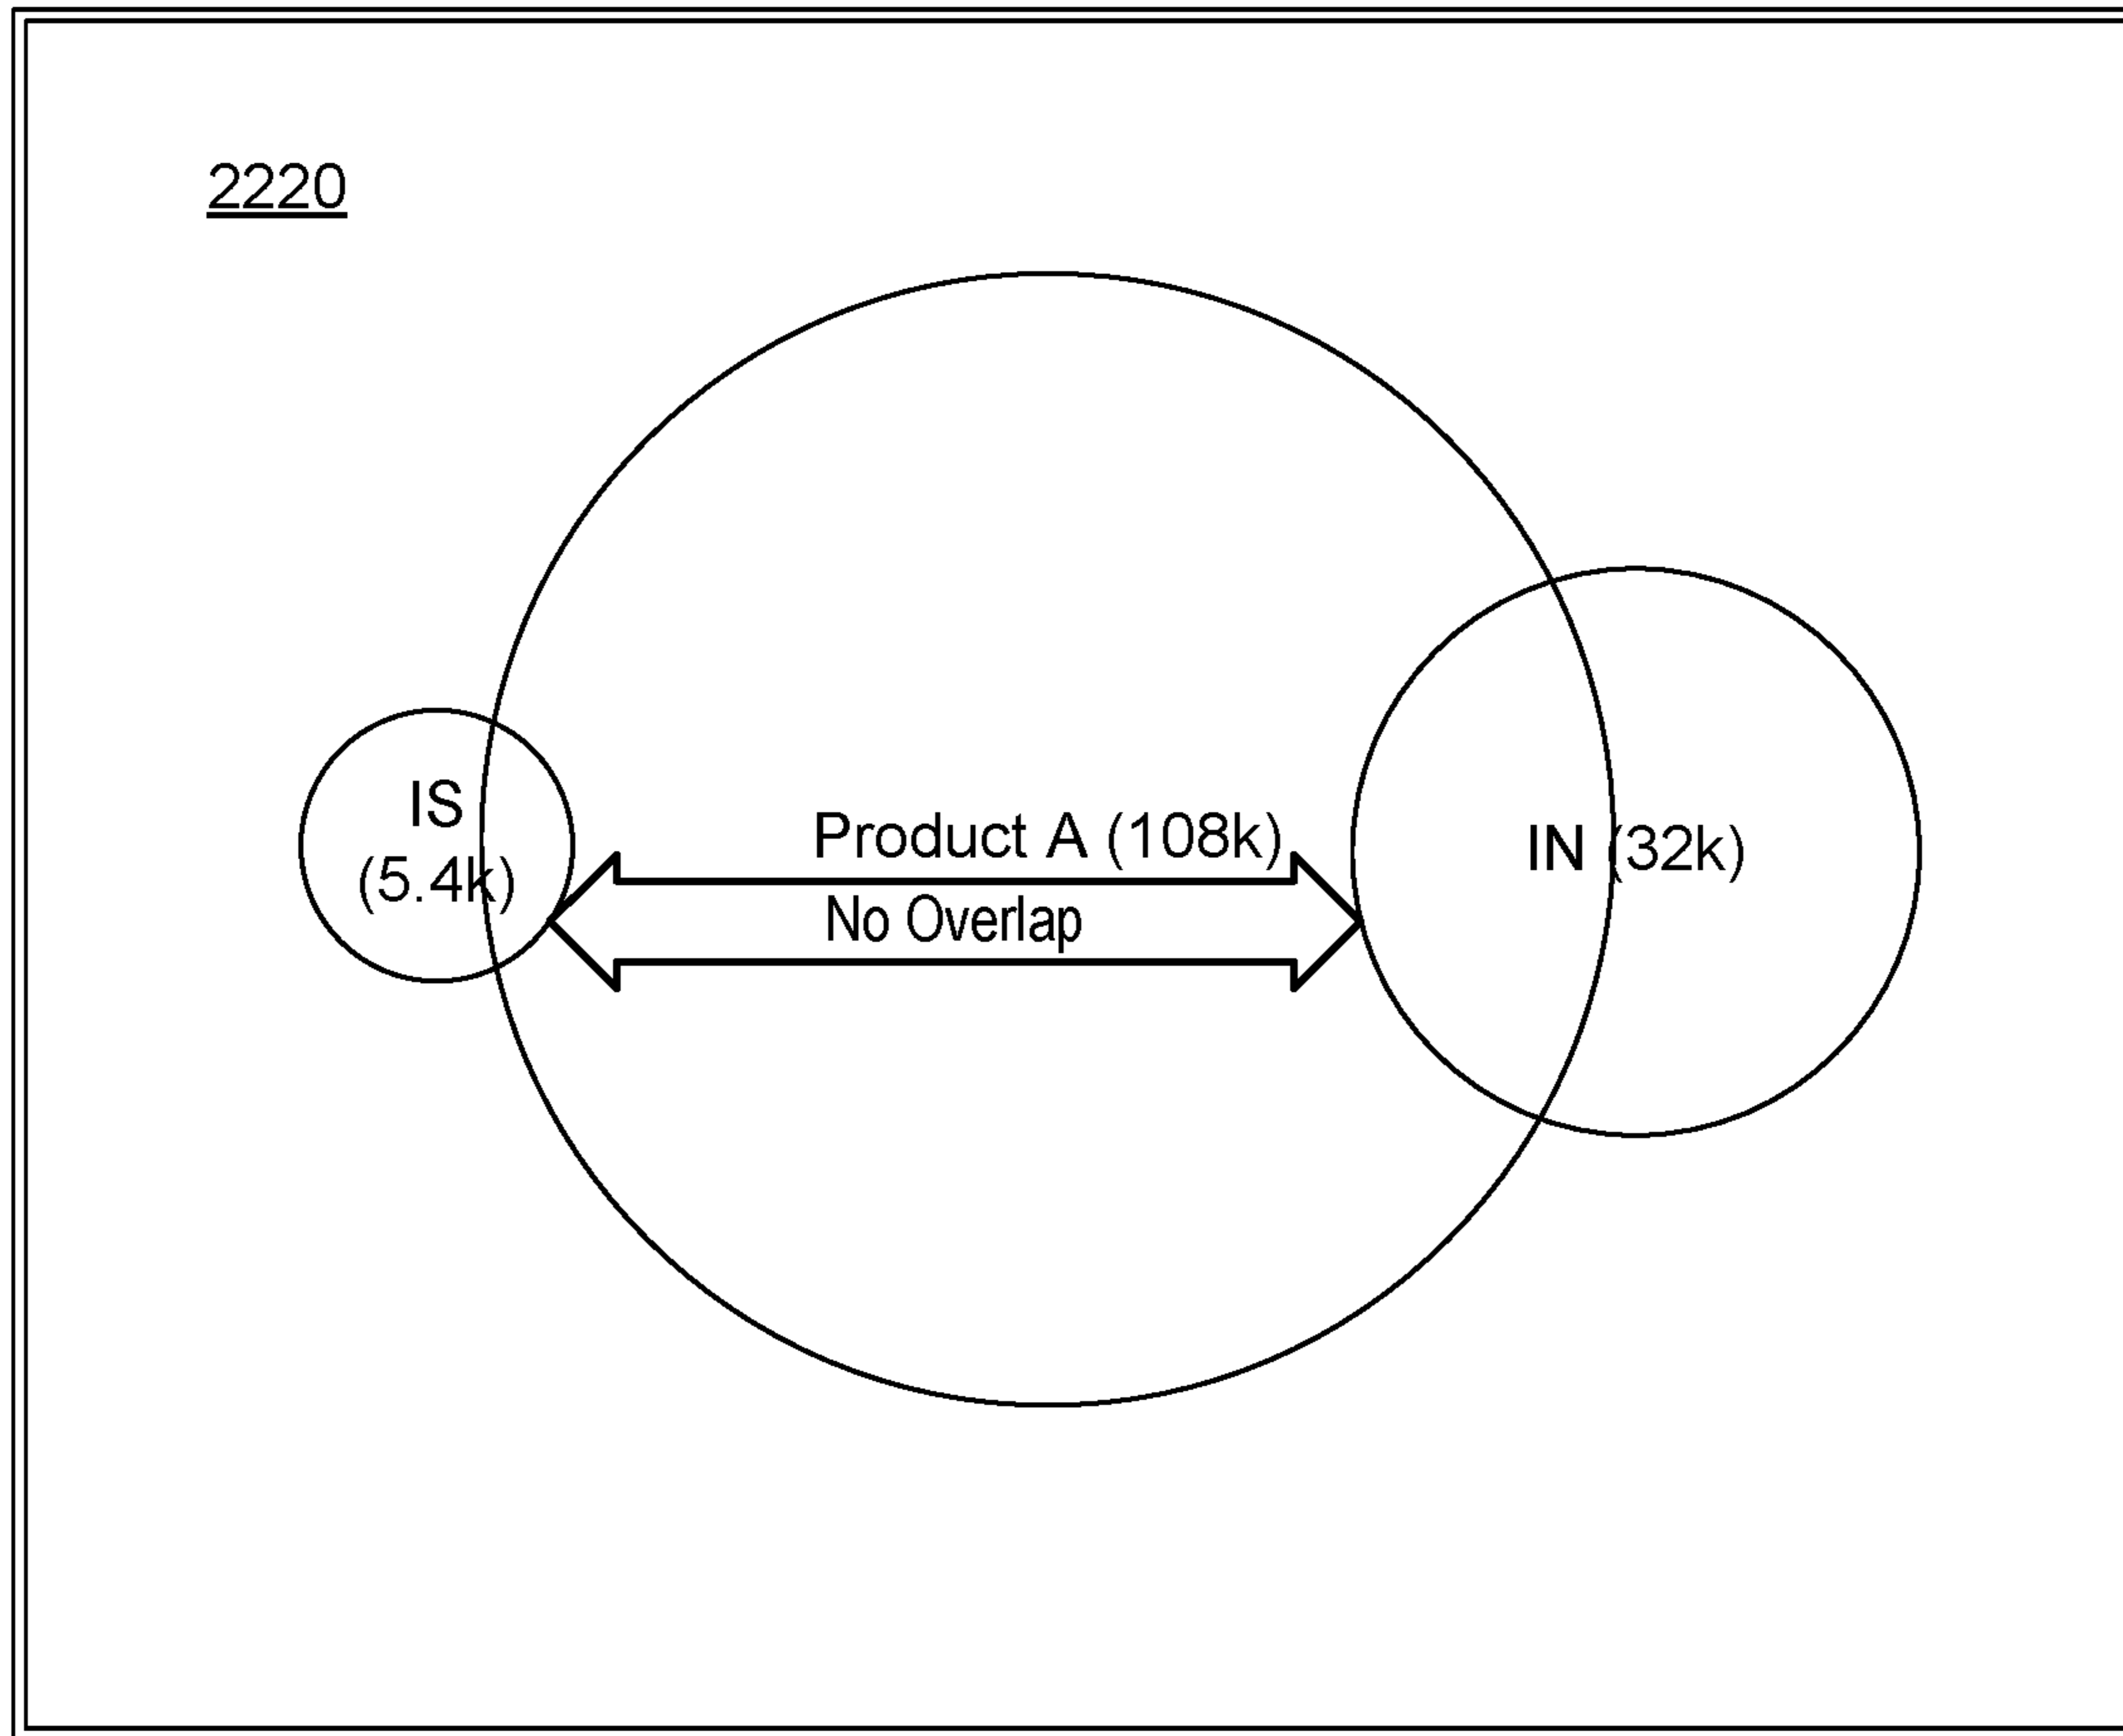 2220
IS
(5.4k)
Product A (108k)
IN (32k)
No Overlap